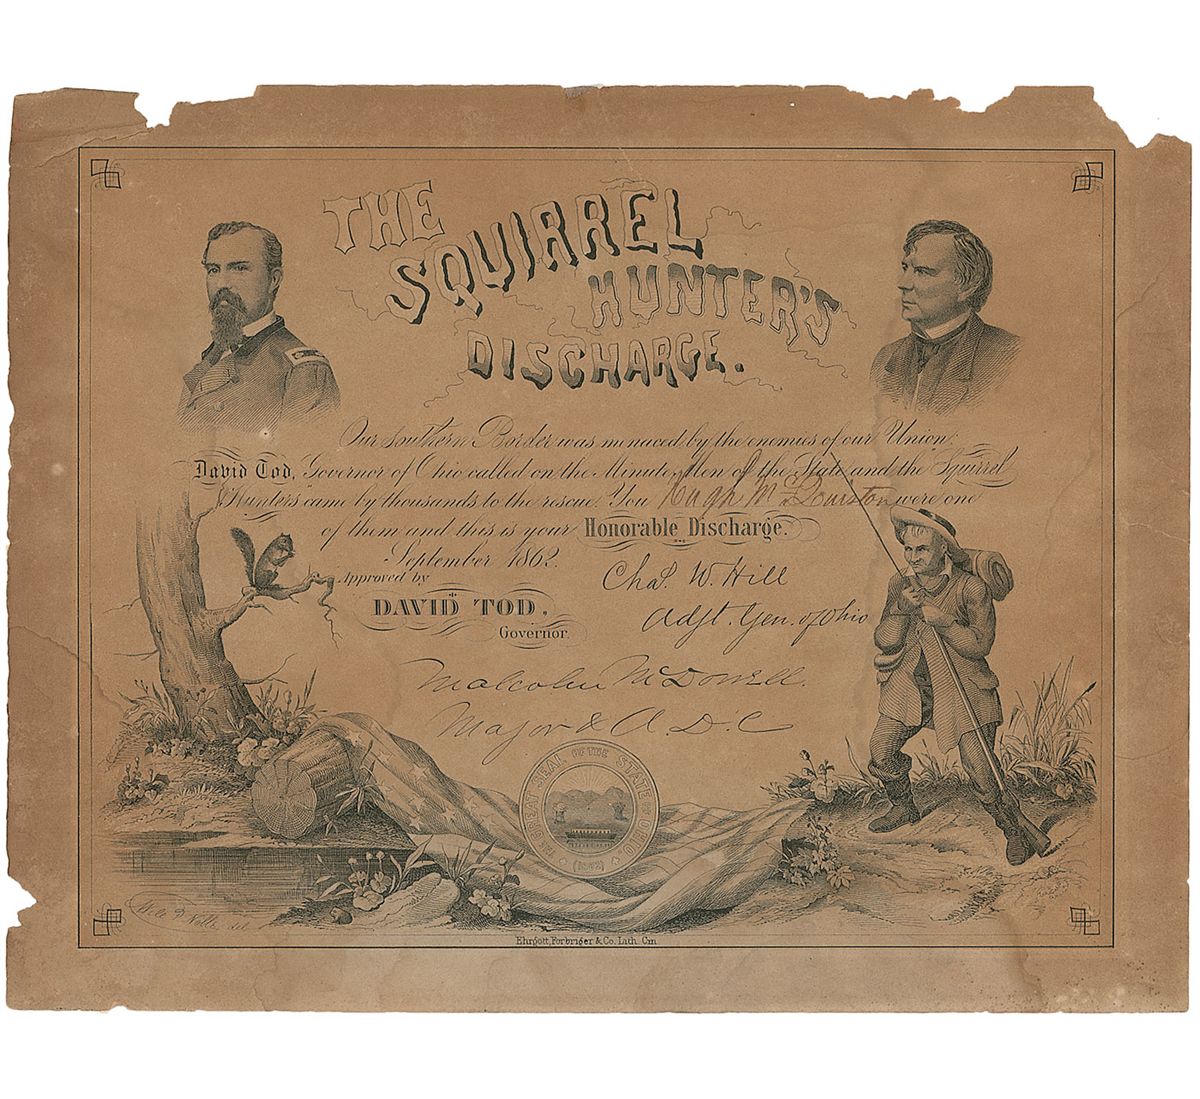 THE
SQUIRREL
HUNTER'S
DISCHARGE.
Our Southern Border was menaced by the enemies of our Union.
David Tod, Governor of Ohio called on the Minute Men of the State and the "Squirrel
Hunters" came by thousands to the rescue. You Hugh Mc were one
of them and this is your Honorable Discharge.
September 1862.
Chas. W. Hill
Approved by
Adjt. Gen. of Ohio
DAVID TOD,
Governor
Malcolm McDowell.
Major & A. D. C
THE GREAT SEAL OF THE STATE OF OHIO
(1802)
Ehrgott, Forbriger & Co. Lith. Cin